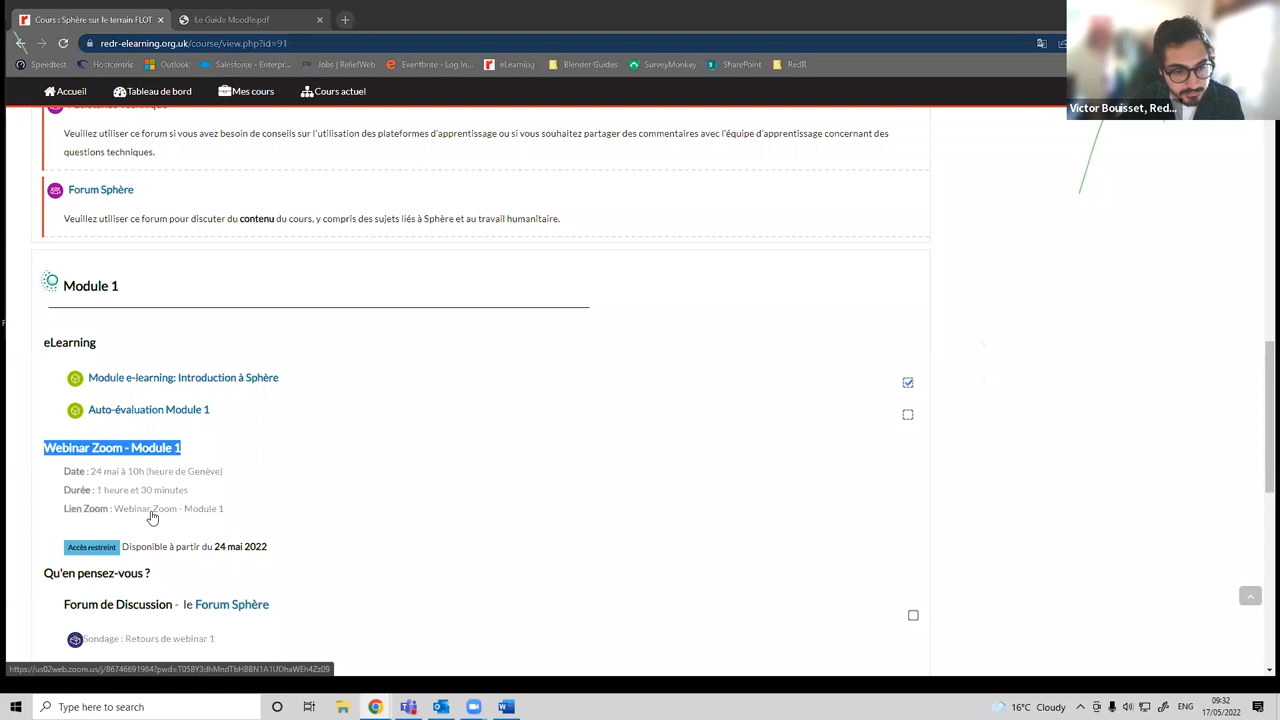 Cours : Sphère sur le terrain FLOT
Le Guide Moodle.pdf
redr-elearning.org.uk/course/view.php?id=91
Speedtest
Hostcentric
Outlook
Salesforce - Enterpr...
Jobs | ReliefWeb
Eventbrite - Log In...
eLearning
Blender Guides
SurveyMonkey
SharePoint
RedR
Victor Bouisset, Red...
Accueil
Tableau de bord
Mes cours
Cours actuel
Assistance Technique
Veuillez utiliser ce forum si vous avez besoin de conseils sur l'utilisation des plateformes d'apprentissage ou si vous souhaitez partager des commentaires avec l'équipe d'apprentissage concernant des
questions techniques.
Forum Sphère
Veuillez utiliser ce forum pour discuter du contenu du cours, y compris des sujets liés à Sphère et au travail humanitaire.
Module 1
eLearning
Module e-learning: Introduction à Sphère
Auto-évaluation Module 1
Webinar Zoom - Module 1
Date : 24 mai à 10h (heure de Genève)
Durée : 1 heure et 30 minutes
Lien Zoom : Webinar Zoom - Module 1
Accès restreint Disponible à partir du 24 mai 2022
Qu'en pensez-vous ?
Forum de Discussion - le Forum Sphère
Sondage : Retours de webinar 1
Type here to search
16°C Cloudy
ENG
09:32
17/05/2022